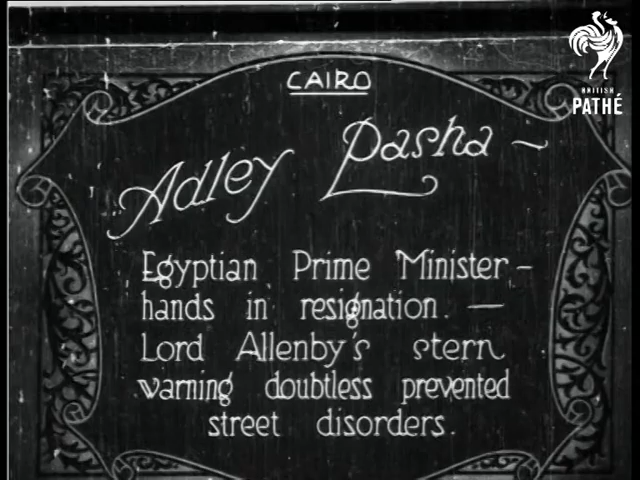 CAIRO
BRITISH
PATHÉ
Adley Pasha -
Egyptian Prime Minister -
hands in resignation. —
Lord Allenby's stern
warning doubtless prevented
street disorders.